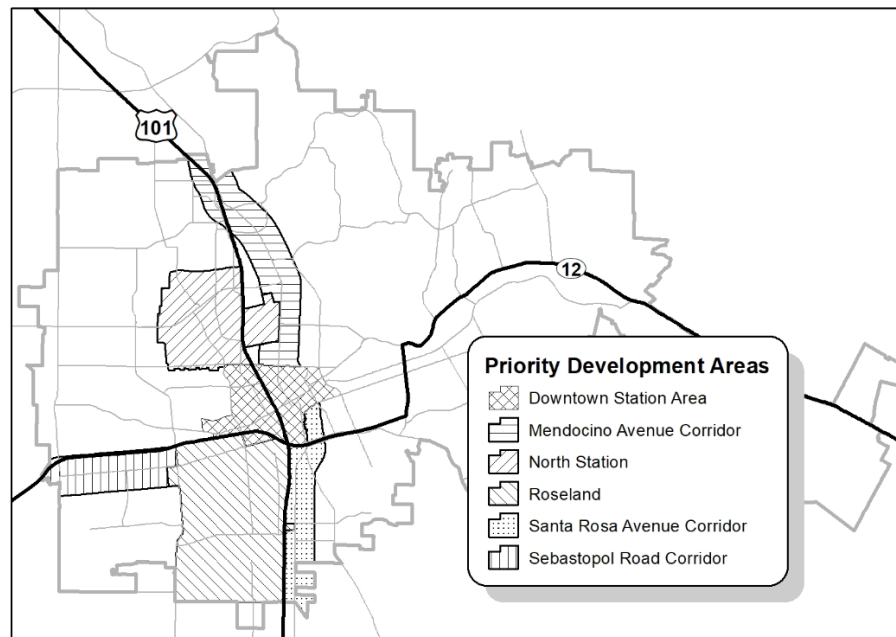 101
12
Priority Development Areas
Downtown Station Area
Mendocino Avenue Corridor
North Station
Roseland
Santa Rosa Avenue Corridor
Sebastopol Road Corridor